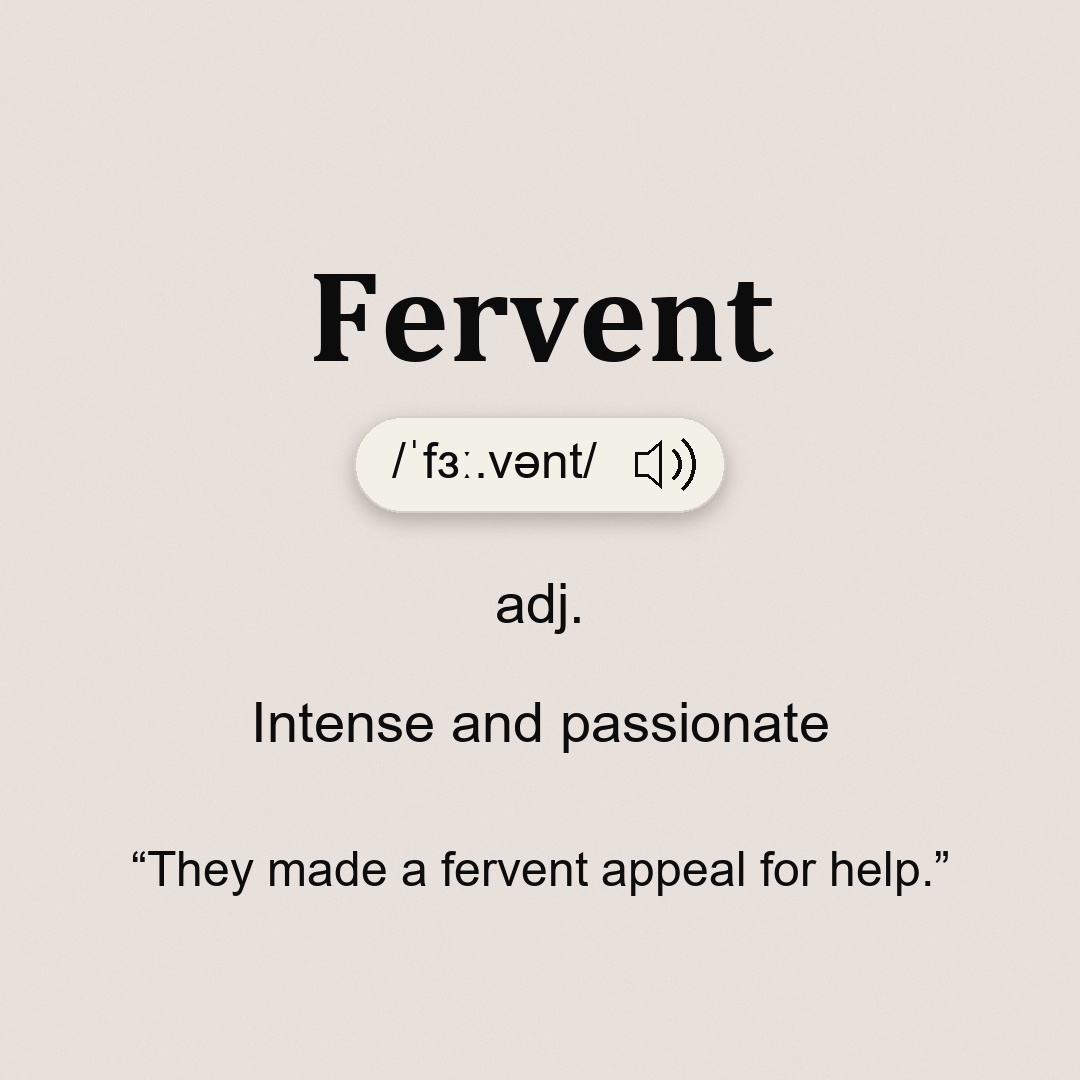 Fervent
/ˈfɜː.vənt/
adj.
Intense and passionate
“They made a fervent appeal for help.”